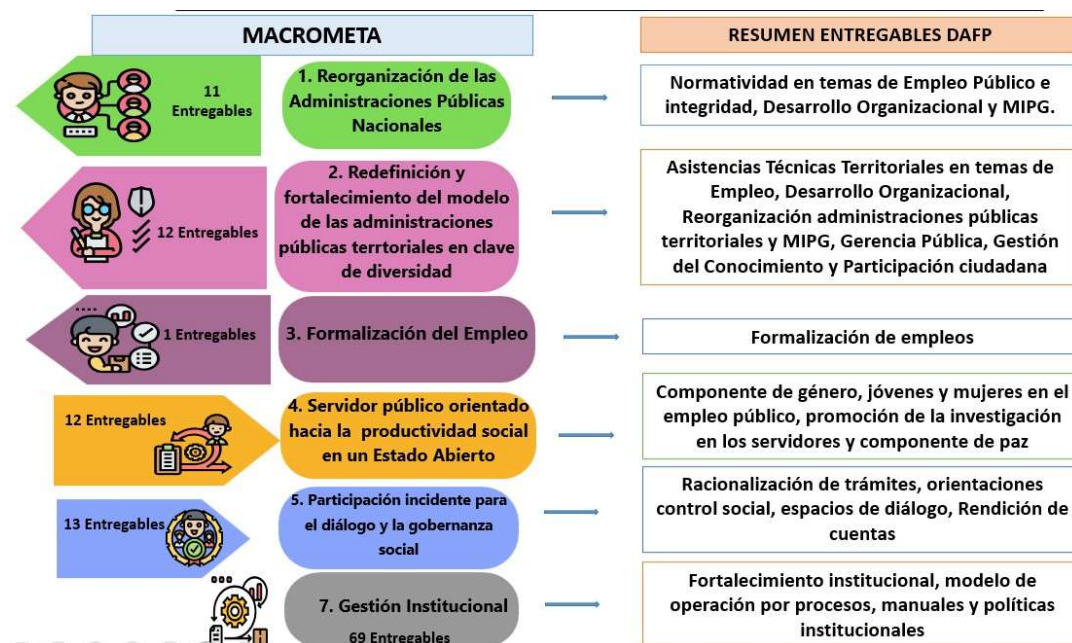 MACROMETA
RESUMEN ENTREGABLES DAFP
11
Entregables
1. Reorganización de las
Administraciones Públicas
Nacionales
Normatividad en temas de Empleo Público e
integridad, Desarrollo Organizacional y MIPG.
12 Entregables
2. Redefinición y
fortalecimiento del modelo
de las administraciones
públicas terrtoriales en clave
de diversidad
Asistencias Técnicas Territoriales en temas de
Empleo, Desarrollo Organizacional,
Reorganización administraciones públicas
territoriales y MIPG, Gerencia Pública, Gestión
del Conocimiento y Participación ciudadana
1 Entregables
3. Formalización del Empleo
Formalización de empleos
12 Entregables
4. Servidor público orientado
hacia la productividad social
en un Estado Abierto
Componente de género, jóvenes y mujeres en el
empleo público, promoción de la investigación
en los servidores y componente de paz
13 Entregables
5. Participación incidente para
el diálogo y la gobernanza
social
Racionalización de trámites, orientaciones
control social, espacios de diálogo, Rendición de
cuentas
7. Gestión Institucional
69 Entregables
Fortalecimiento institucional, modelo de
operación por procesos, manuales y políticas
institucionales